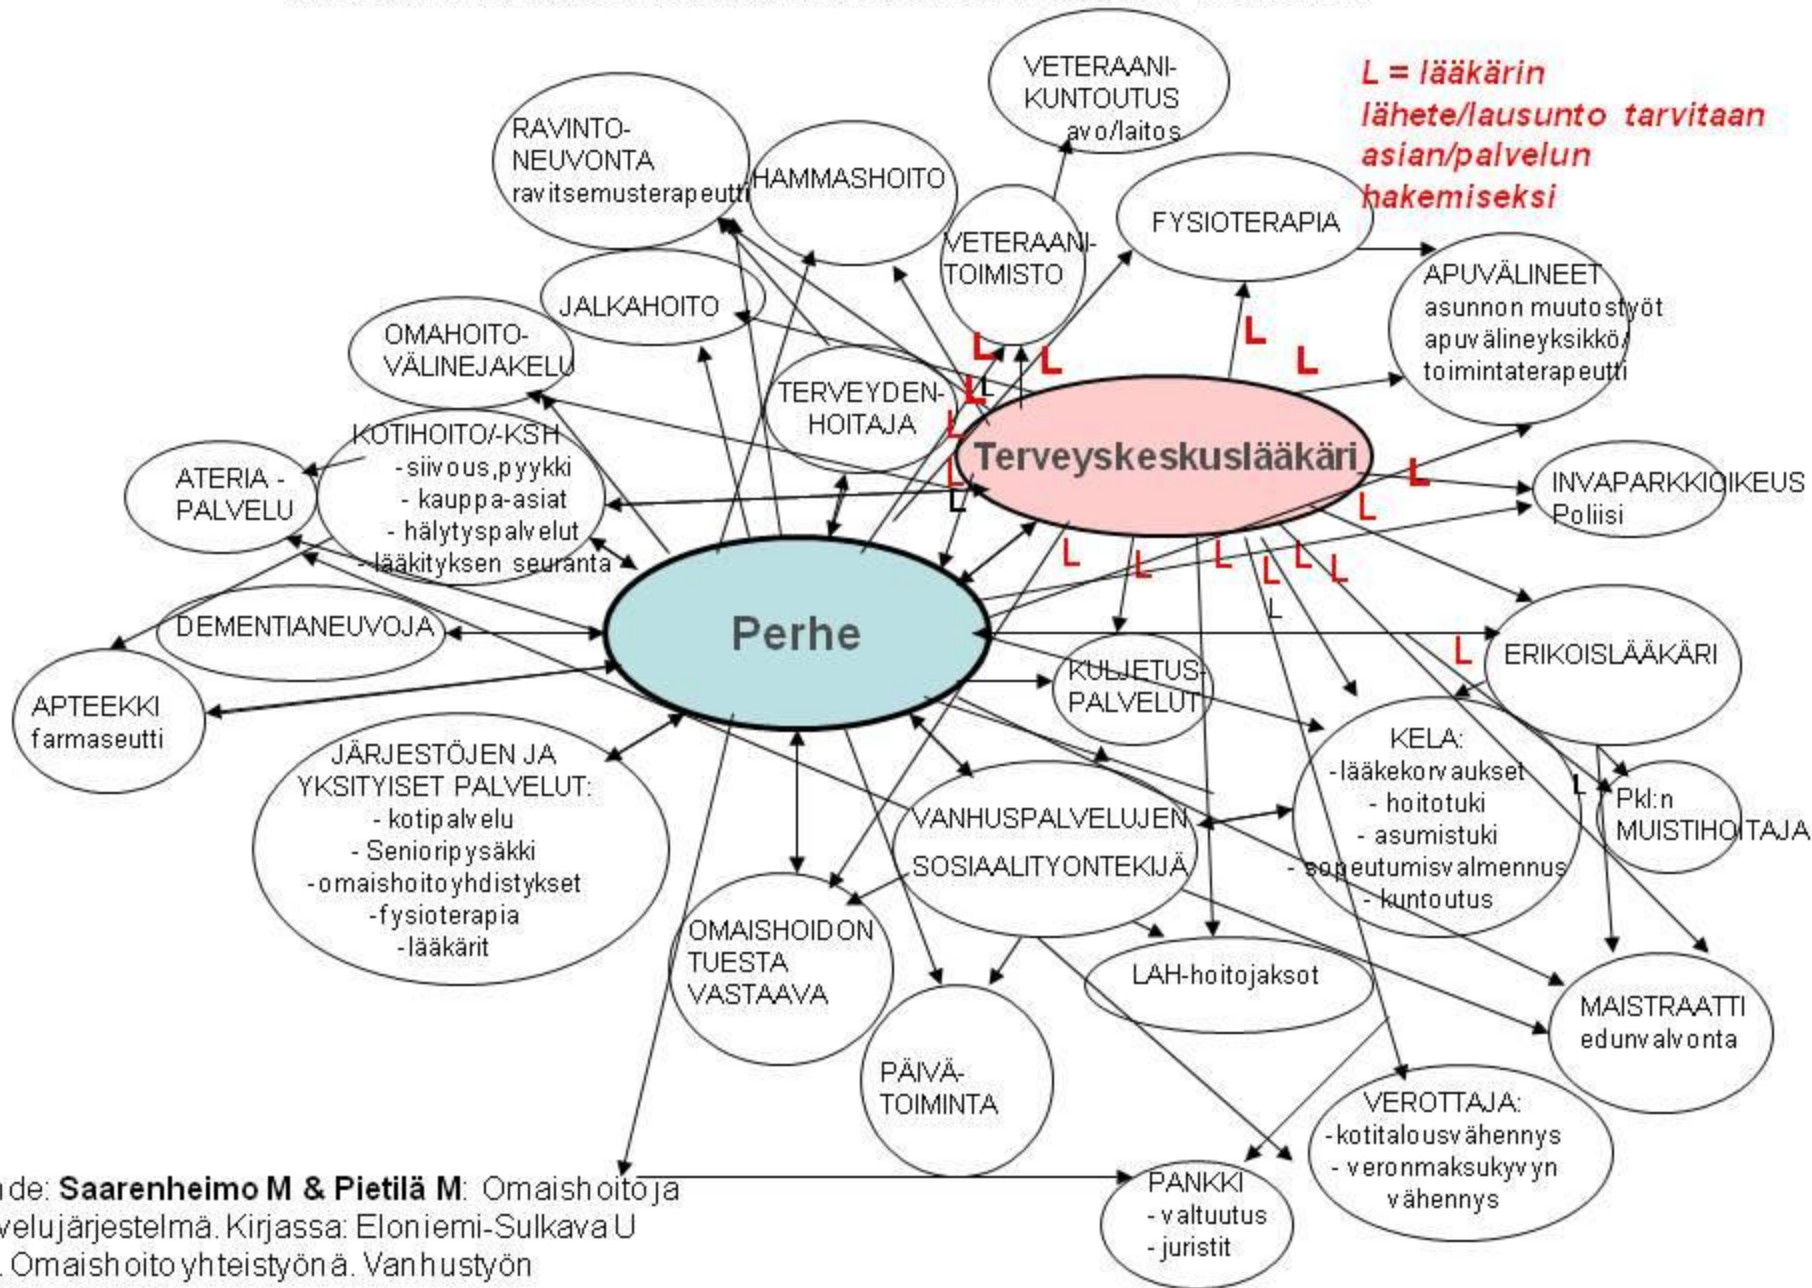 VETERAANI-
KUNTOUTUS
avo/laitos
L = lääkärin
lähete/lausunto tarvitaan
asian/palvelun
hakemiseksi
RAVINTO-
NEUVONTA
ravitsemusterapeutti
HAMMASHOITO
VETERAANI-
TOIMISTO
FYSIOTERAPIA
APUVÄLINEET
asunnon muutostyöt
apuvälineyksikkö/
toimintaterapeutti
JALKAHOITO
OMAHOITO-
VÄLINEJAKELU
TERVEYDEN-
HOITAJA
L
L
L
L
L
L
L
L
L
Terveyskeskuslääkäri
L
L
INVAPARKKIOIKEUS
Poliisi
KOTIHOITO/-KSH
-siivous,pyykki
- kauppa-asiat
- hälytyspalvelut
- lääkityksen seuranta
ATERIA -
PALVELU
L
L
L
L
L
L
L
DEMENTIANEUVOJA
Perhe
L
ERIKOISLÄÄKÄRI
APTEEKKI
farmaseutti
KULJETUS-
PALVELUT
JÄRJESTÖJEN JA
YKSITYISET PALVELUT:
- kotipalvelu
- Senioripysäkki
-omaishoitoyhdistykset
-fysioterapia
-lääkärit
VANHUSPALVELUJEN
SOSIAALITYONTEKIJÄ
KELA:
-lääkekorvaukset
- hoitotuki
- asumistuki
- sopeutumisvalmennus
- kuntoutus
L
Pkl:n
MUISTIHOITAJA
OMAISHOIDON
TUESTA
VASTAAVA
LAH-hoitojaksot
MAISTRAATTI
edunvalvonta
PÄIVÄ-
TOIMINTA
VEROTTAJA:
-kotitalousvähennys
- veronmaksukyvyn
vähennys
PANKKI
- valtuutus
- juristit
de: Saarenheimo M & Pietilä M: Omaishoito ja
velujärjestelmä. Kirjassa: Eloniemi-Sulkava U
. Omaishoito yhteistyönä. Vanhustyön